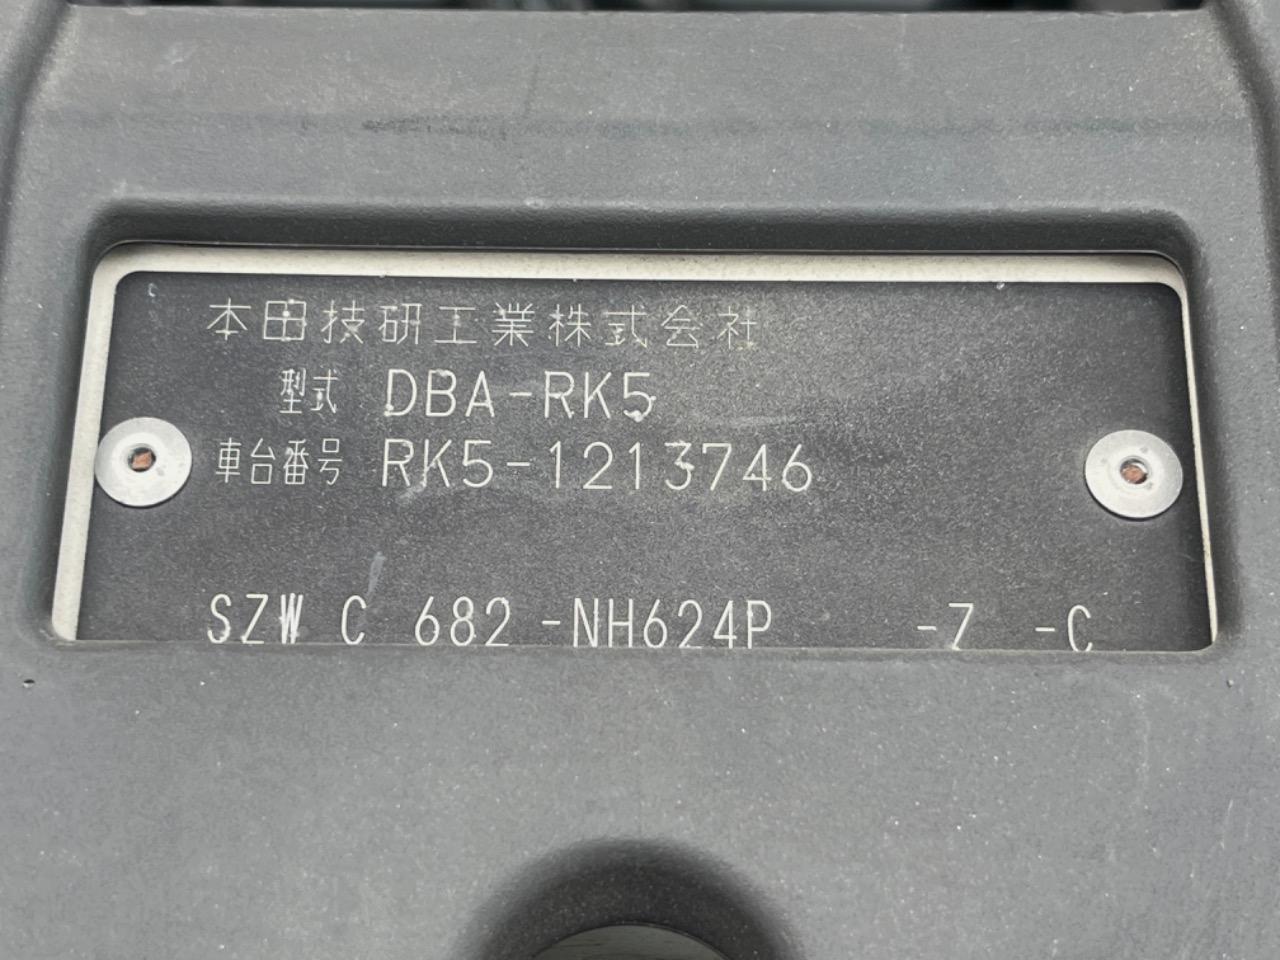 本田技研工業株式会社
型式 DBA-RK5
車台番号 RK5-1213746
SZW C 682 -NH624P -Z -C